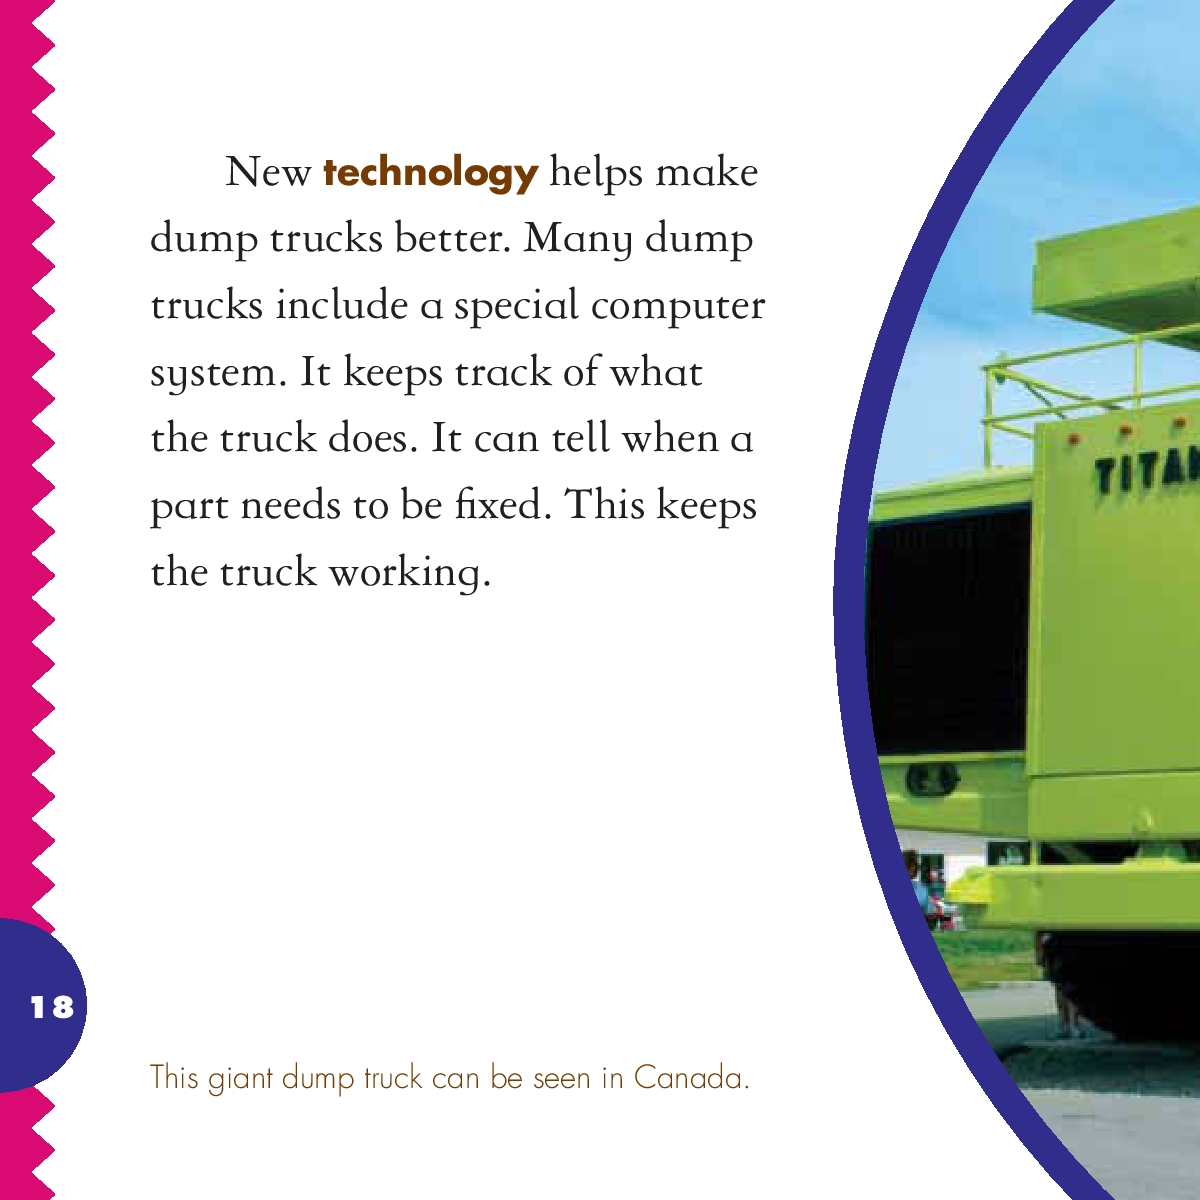 New technology helps make
dump trucks better. Many dump
trucks include a special computer
system. It keeps track of what
the truck does. It can tell when a
part needs to be fixed. This keeps
the truck working.
TITAN
18
This giant dump truck can be seen in Canada.